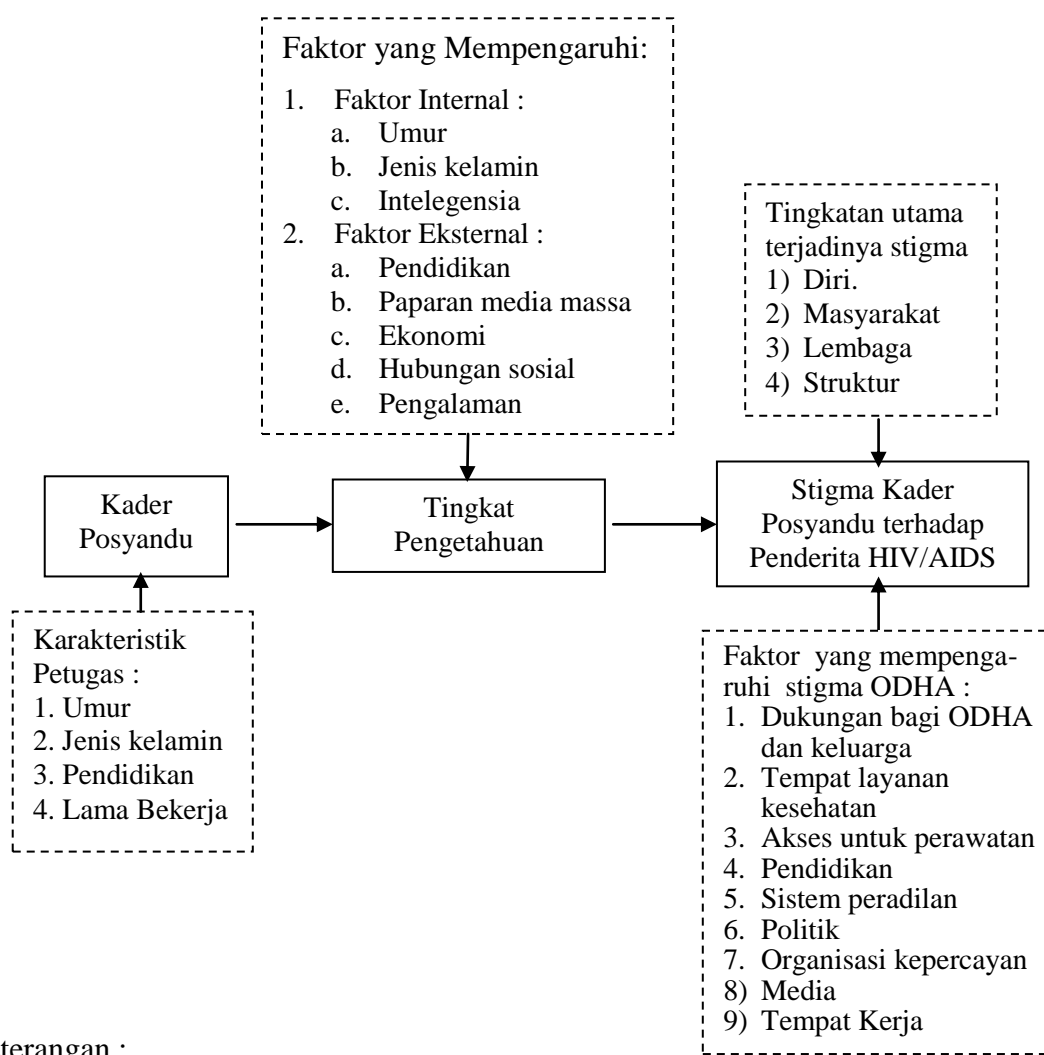 Faktor yang Mempengaruhi:
1. Faktor Internal :
a. Umur
b. Jenis kelamin
c. Intelegensia
2. Faktor Eksternal :
a. Pendidikan
b. Paparan media massa
c. Ekonomi
d. Hubungan sosial
e. Pengalaman
Tingkatan utama
terjadinya stigma
1) Diri.
2) Masyarakat
3) Lembaga
4) Struktur
Kader
Posyandu
Tingkat
Pengetahuan
Stigma Kader
Posyandu terhadap
Penderita HIV/AIDS
Karakteristik
Petugas :
1. Umur
2. Jenis kelamin
3. Pendidikan
4. Lama Bekerja
Faktor yang mempenga-
ruhi stigma ODHA :
1. Dukungan bagi ODHA
dan keluarga
2. Tempat layanan
kesehatan
3. Akses untuk perawatan
4. Pendidikan
5. Sistem peradilan
6. Politik
7. Organisasi kepercayan
8) Media
9) Tempat Kerja
terangan :